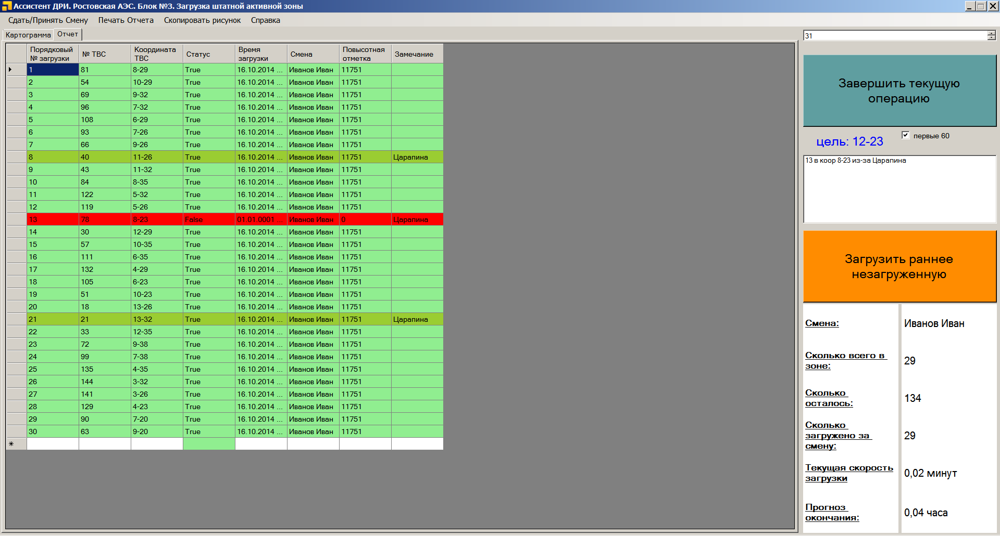 Ассистент ДРИ. Ростовская АЭС. Блок №3. Загрузка штатной активной зоны
Сдать/Принять Смену Печать Отчета Скопировать рисунок Справка
Картограмма Отчет
Порядковый № загрузки № ТВС Координата ТВС Статус Время загрузки Смена Повысотная отметка Замечание
1 81 8-29 True 16.10.2014 ... Иванов Иван 11751
2 54 10-29 True 16.10.2014 ... Иванов Иван 11751
3 69 9-32 True 16.10.2014 ... Иванов Иван 11751
4 96 7-32 True 16.10.2014 ... Иванов Иван 11751
5 108 6-29 True 16.10.2014 ... Иванов Иван 11751
6 93 7-26 True 16.10.2014 ... Иванов Иван 11751
7 66 9-26 True 16.10.2014 ... Иванов Иван 11751
8 40 11-26 True 16.10.2014 ... Иванов Иван 11751 Царапина
9 43 11-32 True 16.10.2014 ... Иванов Иван 11751
10 84 8-35 True 16.10.2014 ... Иванов Иван 11751
11 122 5-32 True 16.10.2014 ... Иванов Иван 11751
12 119 5-26 True 16.10.2014 ... Иванов Иван 11751
13 78 8-23 False 01.01.0001 ... Иванов Иван 0 Царапина
14 30 12-29 True 16.10.2014 ... Иванов Иван 11751
15 57 10-35 True 16.10.2014 ... Иванов Иван 11751
16 111 6-35 True 16.10.2014 ... Иванов Иван 11751
17 132 4-29 True 16.10.2014 ... Иванов Иван 11751
18 105 6-23 True 16.10.2014 ... Иванов Иван 11751
19 51 10-23 True 16.10.2014 ... Иванов Иван 11751
20 18 13-26 True 16.10.2014 ... Иванов Иван 11751
21 21 13-32 True 16.10.2014 ... Иванов Иван 11751 Царапина
22 33 12-35 True 16.10.2014 ... Иванов Иван 11751
23 72 9-38 True 16.10.2014 ... Иванов Иван 11751
24 99 7-38 True 16.10.2014 ... Иванов Иван 11751
25 135 4-35 True 16.10.2014 ... Иванов Иван 11751
26 144 3-32 True 16.10.2014 ... Иванов Иван 11751
27 141 3-26 True 16.10.2014 ... Иванов Иван 11751
28 129 4-23 True 16.10.2014 ... Иванов Иван 11751
29 90 7-20 True 16.10.2014 ... Иванов Иван 11751
30 63 9-20 True 16.10.2014 ... Иванов Иван 11751
31
Завершить текущую
операцию
цель: 12-23
первые 60
13 в коор 8-23 из-за Царапина
Загрузить раннее
незагруженную
Смена: Иванов Иван
Сколько всего в
зоне: 29
Сколько
осталось: 134
Сколько
загружено за
смену: 29
Текущая скорость
загрузки 0,02 минут
Прогноз
окончания: 0,04 часа